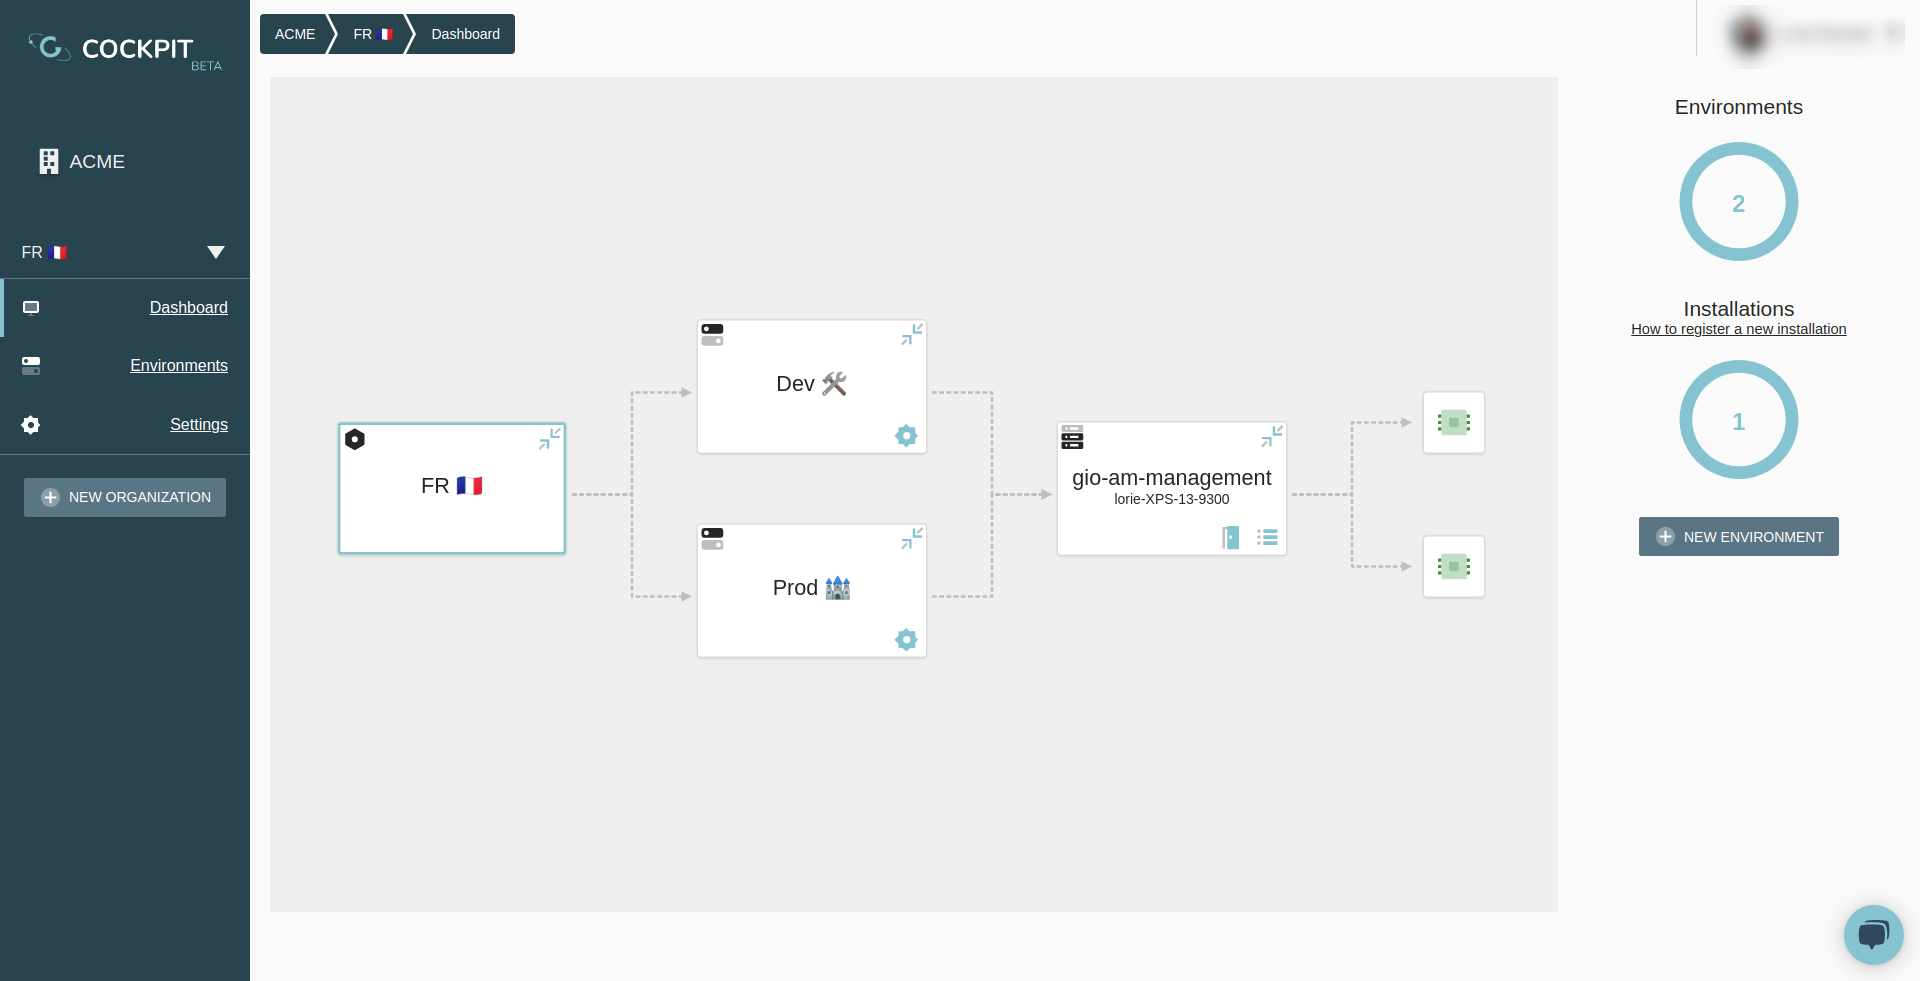 COCKPIT
BETA
ACME
FR 🇫🇷
Dashboard
Environments
Settings
NEW ORGANIZATION
ACME
FR 🇫🇷
Dashboard
FR 🇫🇷
Dev 🛠️
Prod 🏰
gio-am-management
lorie-XPS-13-9300
Environments
2
Installations
How to register a new installation
1
NEW ENVIRONMENT